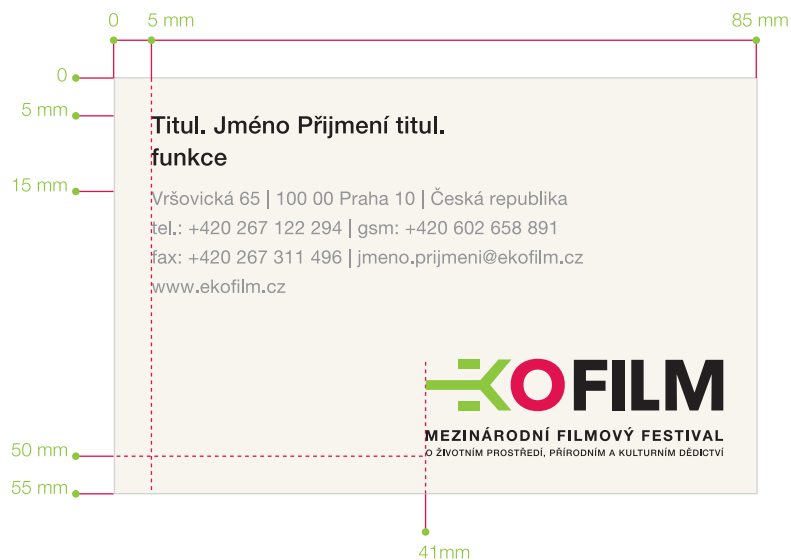 0 5 mm 85 mm
0
5 mm
15 mm
Titul. Jméno Přijmení titul.
funkce
Vršovická 65 | 100 00 Praha 10 | Česká republika
tel.: +420 267 122 294 | gsm: +420 602 658 891
fax: +420 267 311 496 | jmeno.prijmeni@ekofilm.cz
www.ekofilm.cz
EKOFILM
MEZINÁRODNÍ FILMOVÝ FESTIVAL
O ŽIVOTNÍM PROSTŘEDÍ, PŘÍRODNÍM A KULTURNÍM DĚDICTVÍ
50 mm
55 mm
41mm